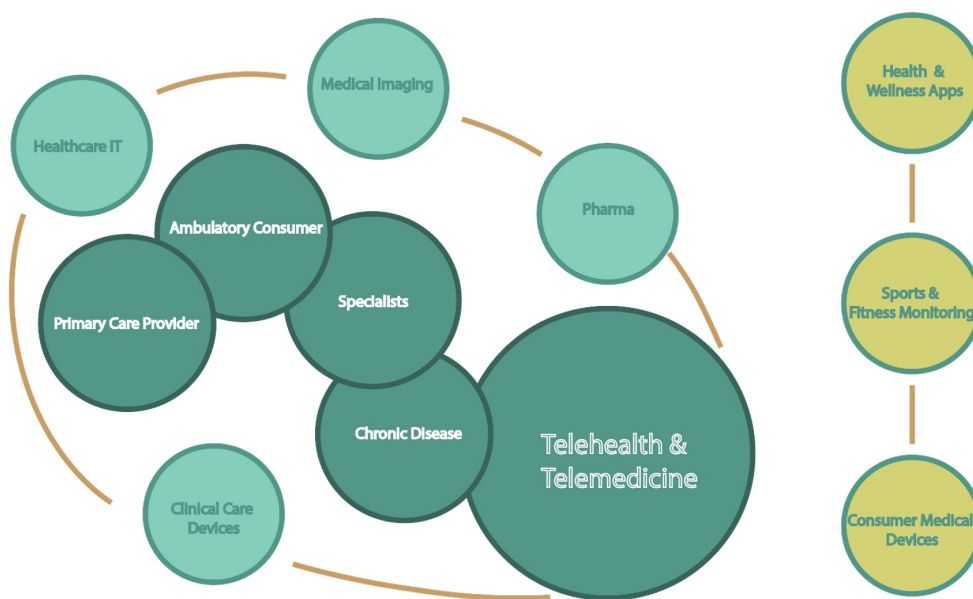 Medical Imaging
Healthcare IT
Pharma
Ambulatory Consumer
Specialists
Primary Care Provider
Chronic Disease
Telehealth &
Telemedicine
Clinical Care
Devices
Health &
Wellness Apps
Sports &
Fitness Monitoring
Consumer Medical
Devices